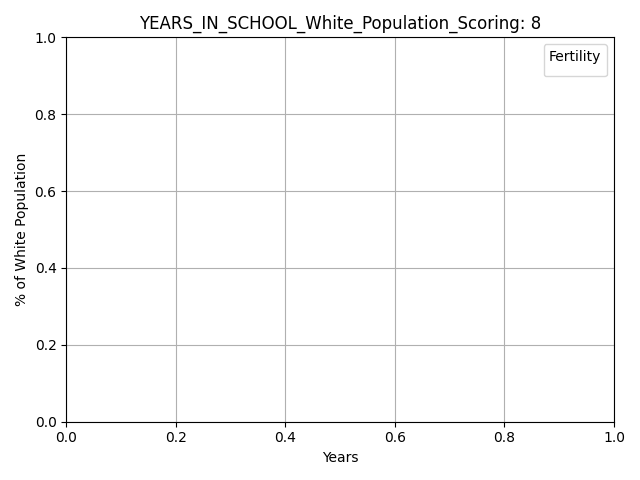 YEARS_IN_SCHOOL_White_Population_Scoring: 8
Fertility
% of White Population
1.0
0.8
0.6
0.4
0.2
0.0
0.0 0.2 0.4 0.6 0.8 1.0
Years